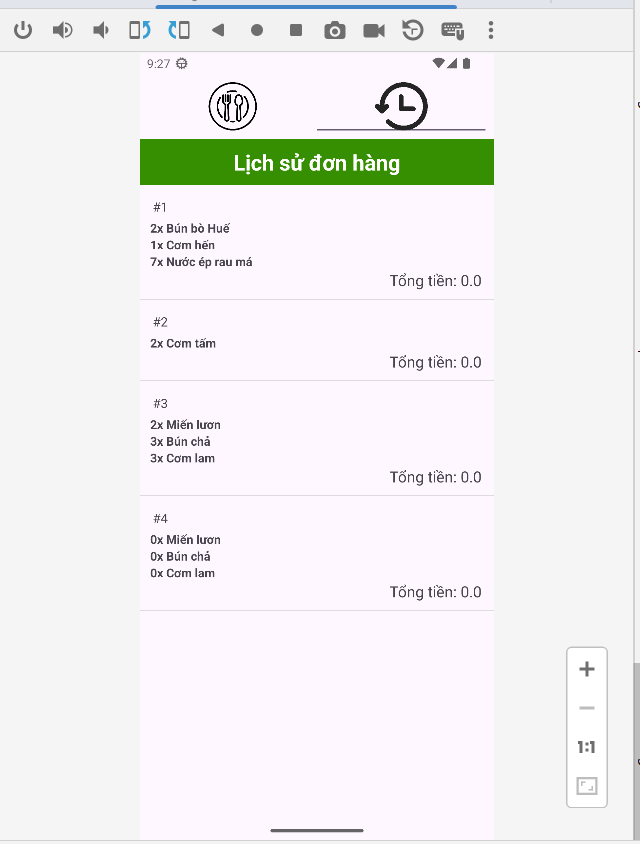 9:27
Lịch sử đơn hàng
#1
2x Bún bò Huế
1x Cơm hến
7x Nước ép rau má
Tổng tiền: 0.0
#2
2x Cơm tấm
Tổng tiền: 0.0
#3
2x Miến lươn
3x Bún chả
3x Cơm lam
Tổng tiền: 0.0
#4
0x Miến lươn
0x Bún chả
0x Cơm lam
Tổng tiền: 0.0
1:1